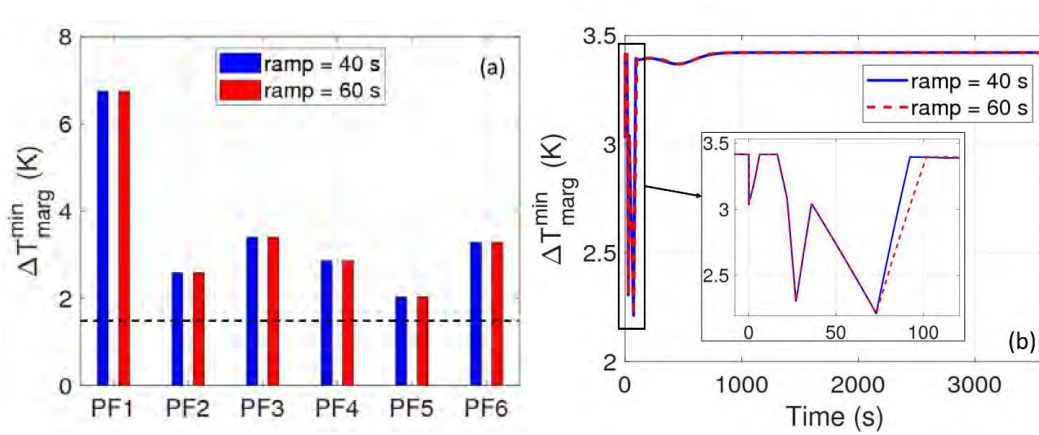 8
6
4
2
0
ΔT^min_marg (K)
ramp = 40 s
ramp = 60 s
(a)
PF1 PF2 PF3 PF4 PF5 PF6
3.5
3
2.5
2
ΔT^min_marg (K)
ramp = 40 s
ramp = 60 s
3.5
3
2.5
0 50 100
(b)
0 1000 2000 3000
Time (s)